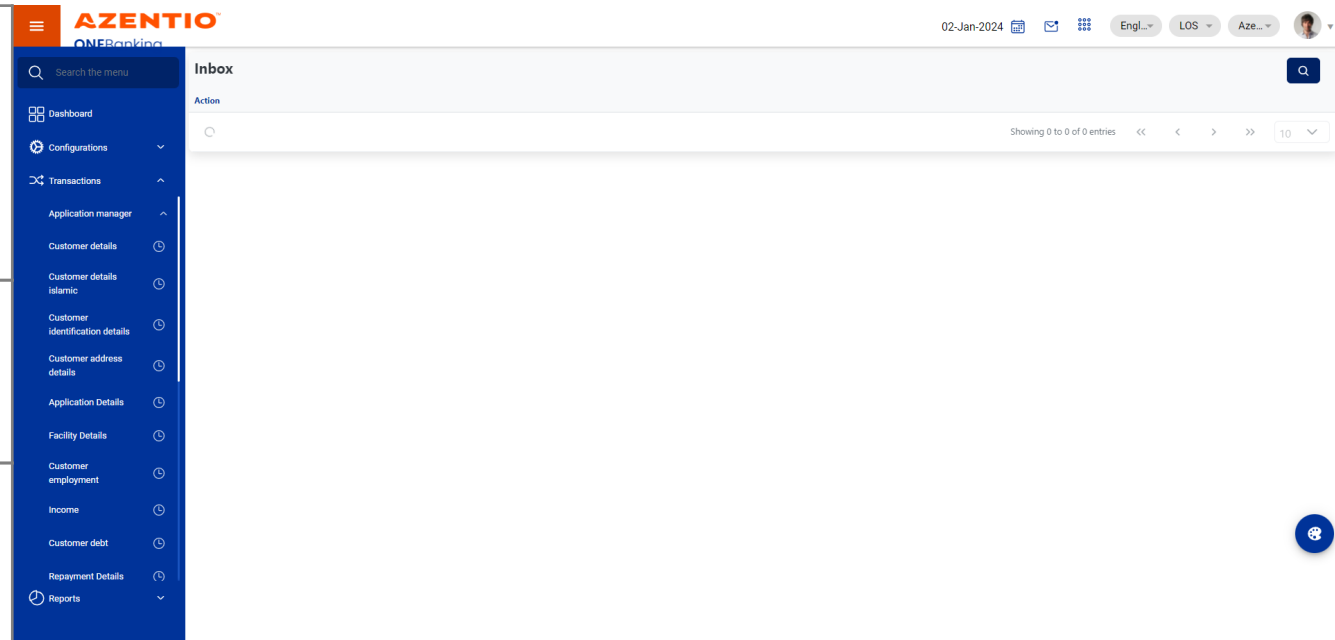 AZENTIO
ONEBanking
02-Jan-2024
Engl...
LOS
Aze...
Search the menu
Inbox
Action
Dashboard
Showing 0 to 0 of 0 entries
10
Configurations
Transactions
Application manager
Customer details
Customer details
islamic
Customer
identification details
Customer address
details
Application Details
Facility Details
Customer
employment
Income
Customer debt
Repayment Details
Reports